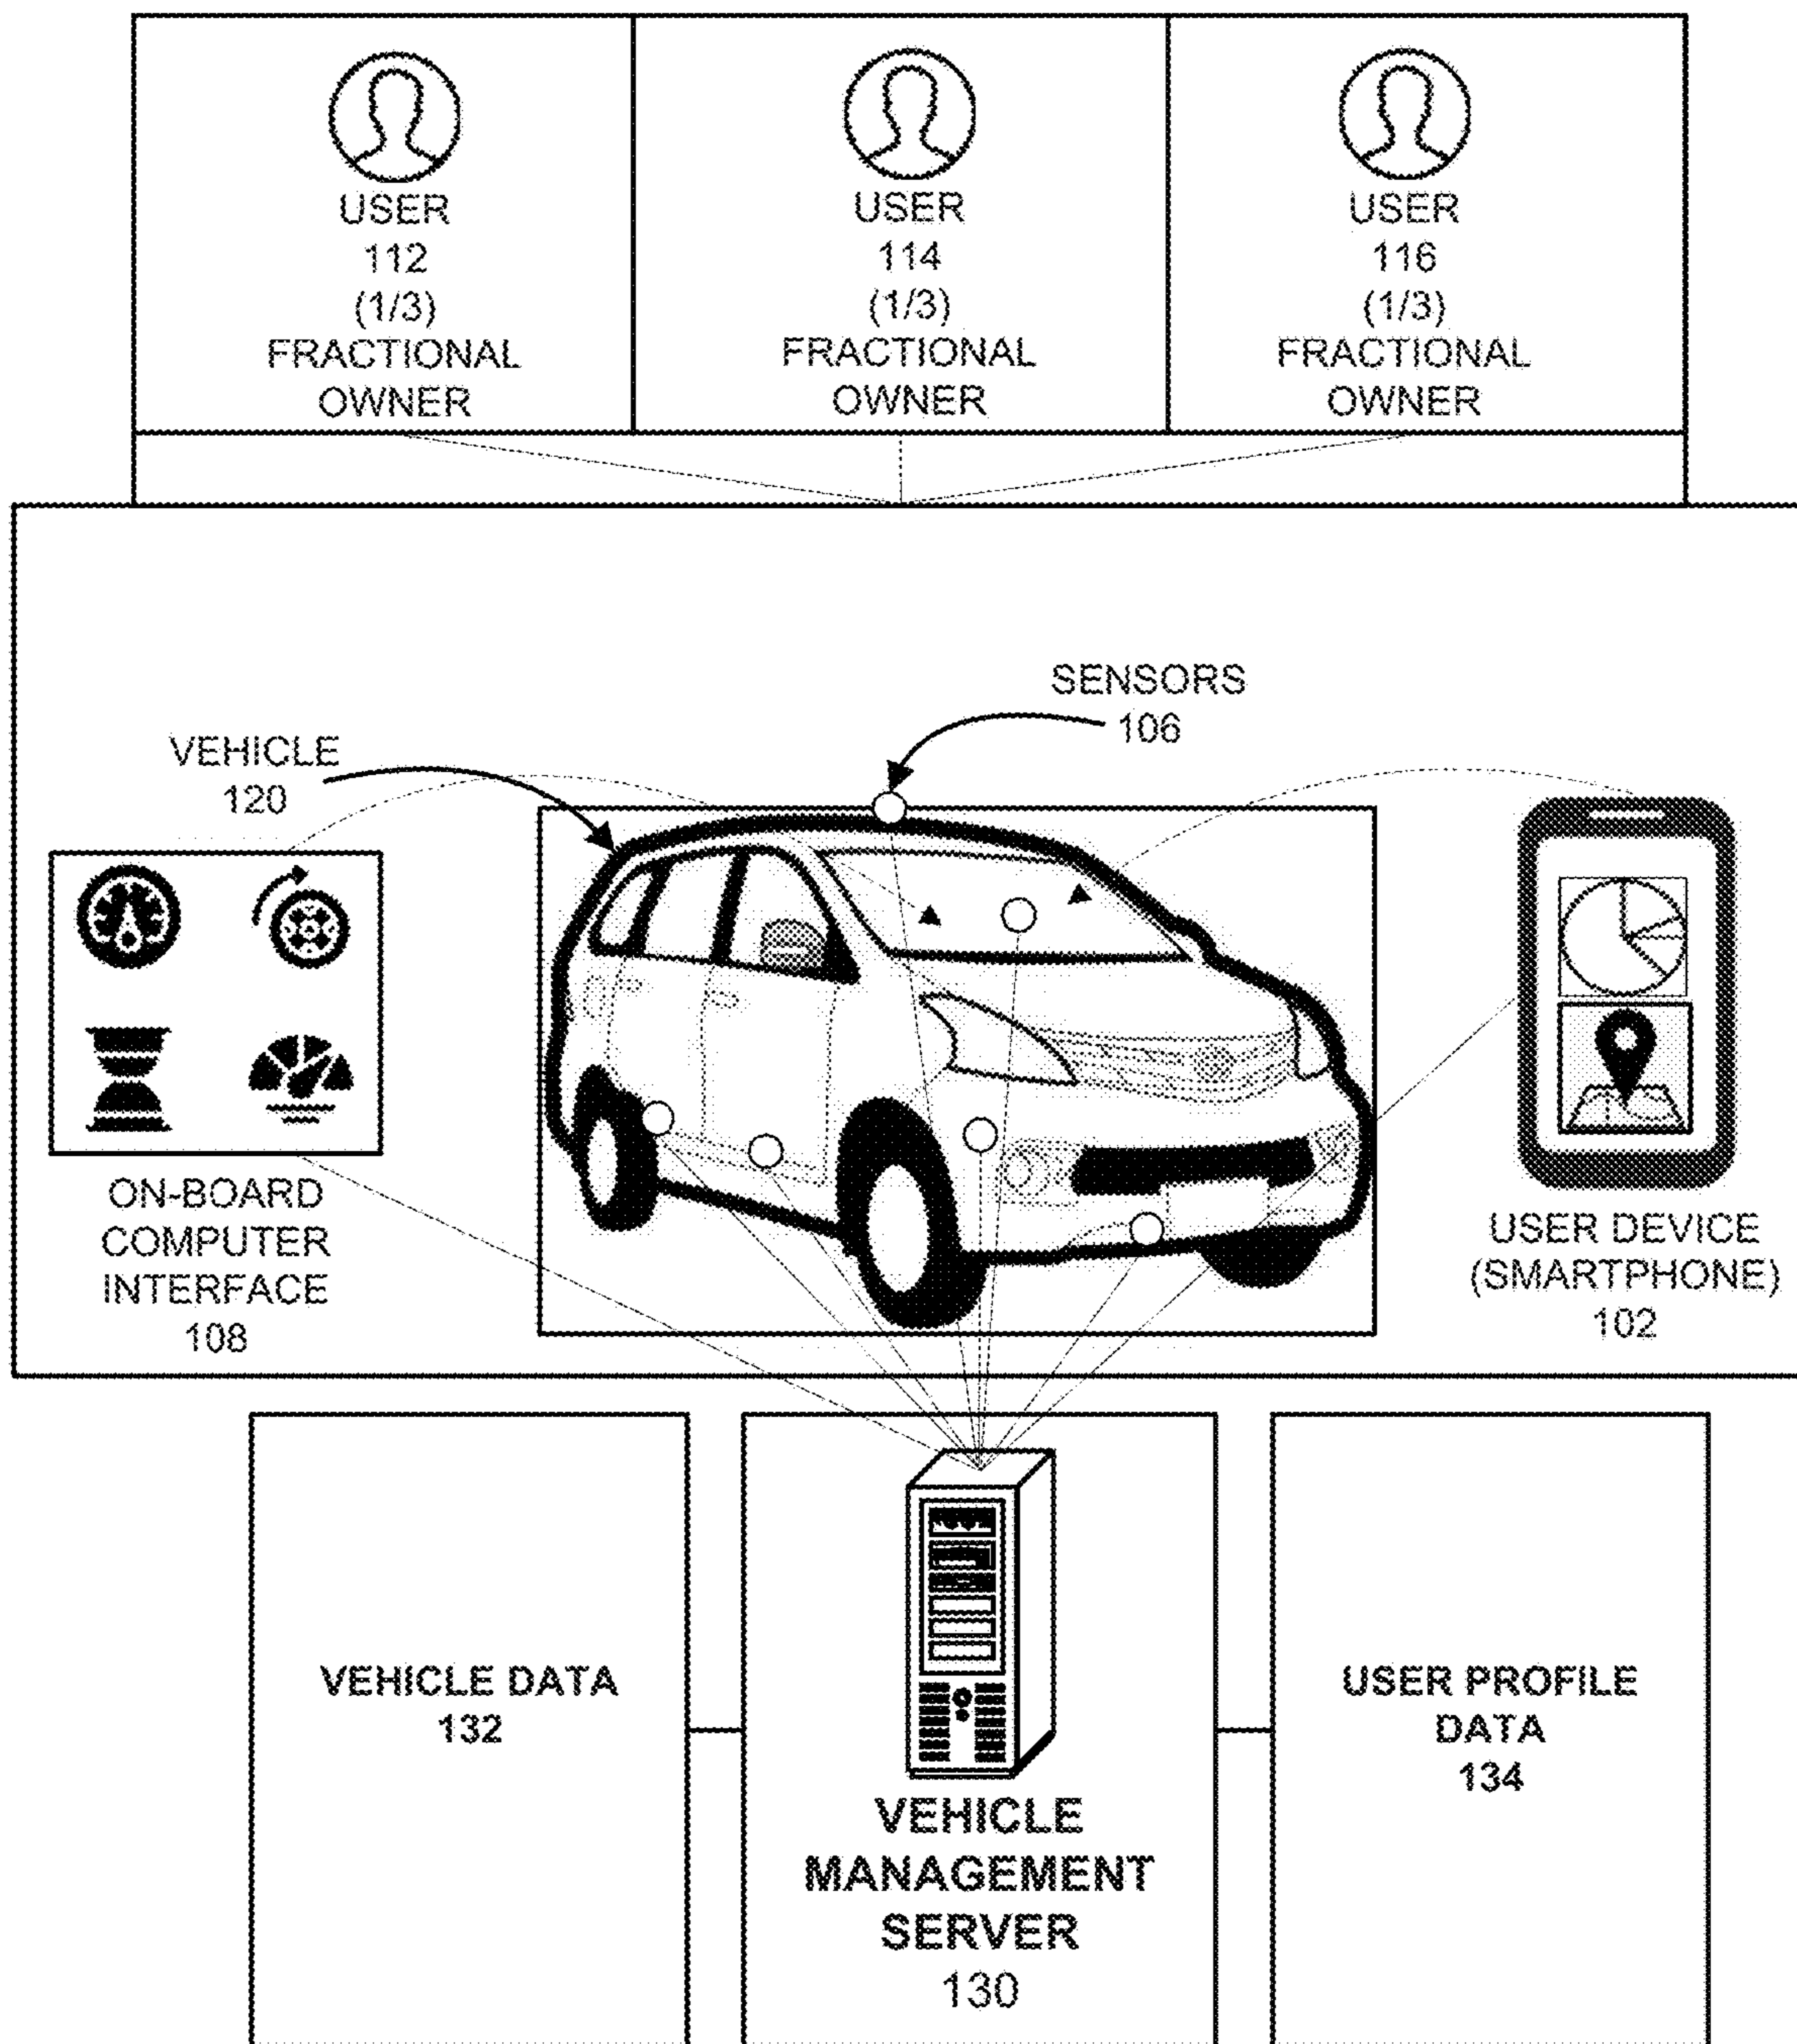 USER
112
(1/3)
FRACTIONAL
OWNER
USER
114
(1/3)
FRACTIONAL
OWNER
USER
116
(1/3)
FRACTIONAL
OWNER
SENSORS
106
VEHICLE
120
ON-BOARD
COMPUTER
INTERFACE
108
USER DEVICE
(SMARTPHONE)
102
VEHICLE DATA
132
VEHICLE
MANAGEMENT
SERVER
130
USER PROFILE
DATA
134